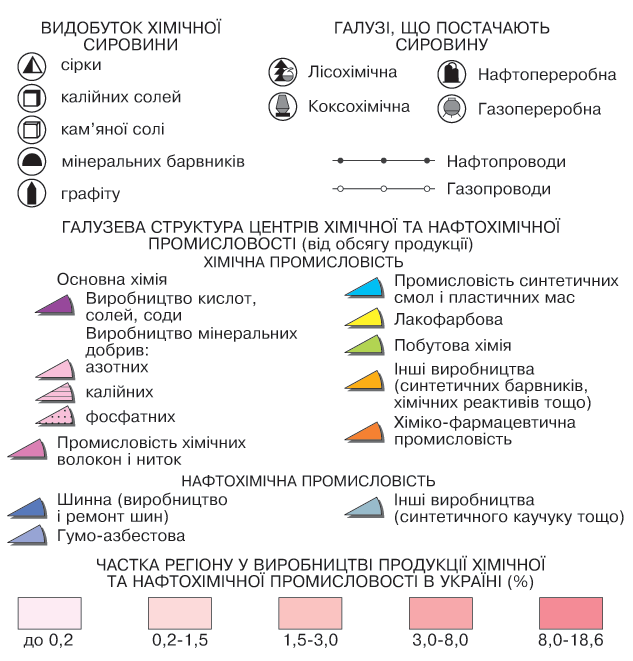 ВИДОБУТОК ХІМІЧНОЇ
СИРОВИНИ
сірки
калійних солей
кам’яної солі
мінеральних барвників
графіту
ГАЛУЗІ, ЩО ПОСТАЧАЮТЬ
СИРОВИНУ
Лісохімічна
Нафтопереробна
Коксохімічна
Газопереробна
Нафтопроводи
Газопроводи
ГАЛУЗЕВА СТРУКТУРА ЦЕНТРІВ ХІМІЧНОЇ ТА НАФТОХІМІЧНОЇ
ПРОМИСЛОВОСТІ (від обсягу продукції)
ХІМІЧНА ПРОМИСЛОВІСТЬ
Основна хімія
Виробництво кислот,
солей, соди
Виробництво мінеральних
добрив:
азотних
калійних
фосфатних
Промисловість хімічних
волокон і ниток
Промисловість синтетичних
смол і пластичних мас
Лакофарбова
Побутова хімія
Інші виробництва
(синтетичних барвників,
хімічних реактивів тощо)
Хіміко-фармацевтична
промисловість
НАФТОХІМІЧНА ПРОМИСЛОВІСТЬ
Шинна (виробництво
і ремонт шин)
Гумо-азбестова
Інші виробництва
(синтетичного каучуку тощо)
ЧАСТКА РЕГІОНУ У ВИРОБНИЦТВІ ПРОДУКЦІЇ ХІМІЧНОЇ
ТА НАФТОХІМІЧНОЇ ПРОМИСЛОВОСТІ В УКРАЇНІ (%)
до 0,2
0,2-1,5
1,5-3,0
3,0-8,0
8,0-18,6